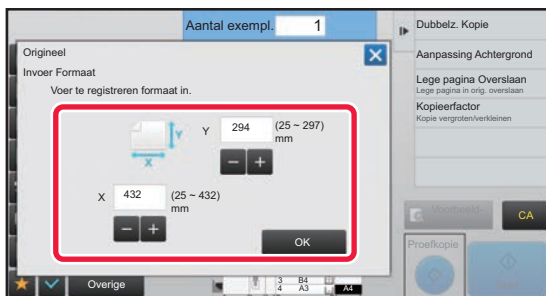 Aantal exempl. 1
Origineel
Invoer Formaat
Voer te registreren formaat in.
Y 294 (25 ~ 297)
mm
Y
X
X 432 (25 ~ 432)
mm
OK
Overige
3 B4
4 A3
A4
Dubbelz. Kopie
Aanpassing Achtergrond
Lege pagina Overslaan
Lege pagina in orig. overslaan
Kopieerfactor
Kopie vergroten/verkleinen
Voorbeeld-
CA
Proefkopie